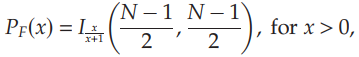 P_F(x) = I_{\frac{x}{x+1}} \left( \frac{N-1}{2}, \frac{N-1}{2} \right), for x > 0,